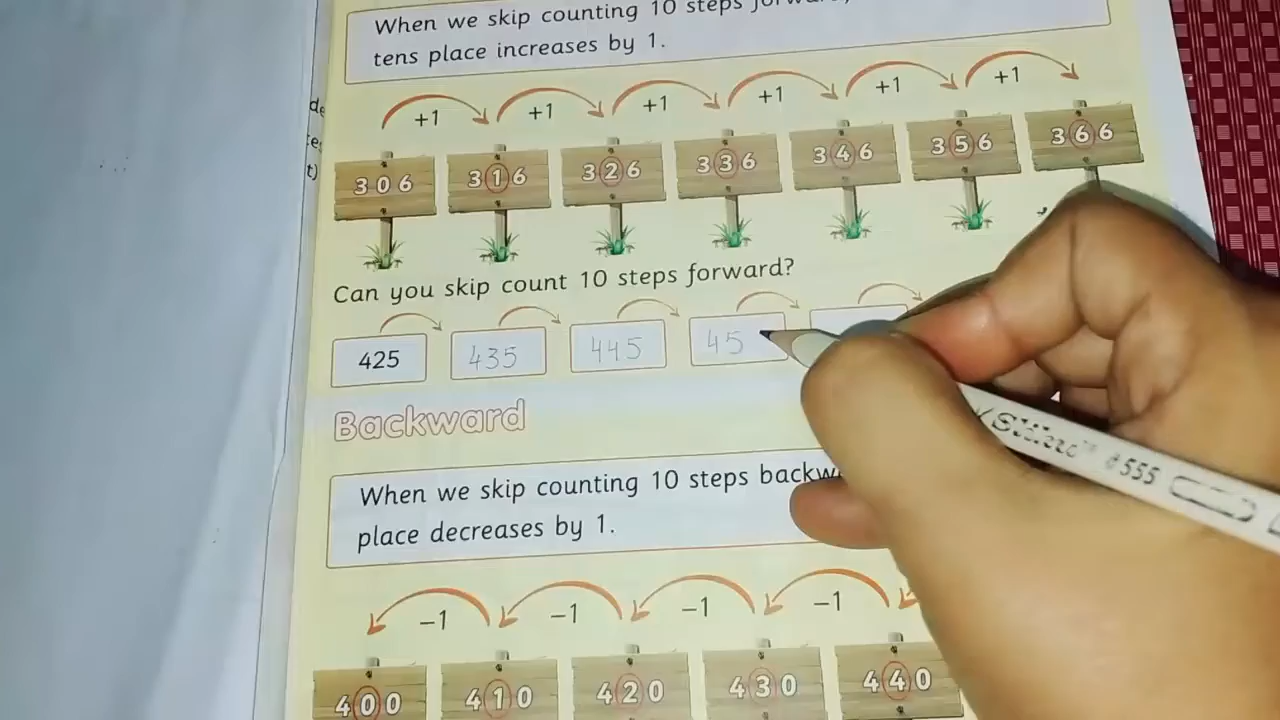 When we skip counting 10 steps forward,
tens place increases by 1.
+1 +1 +1 +1 +1 +1
306 316 326 336 346 356 366
Can you skip count 10 steps forward?
425 435 445 45
Backward
When we skip counting 10 steps
place decreases by 1.
−1 −1 −1 −1
400 410 420 430 440
555